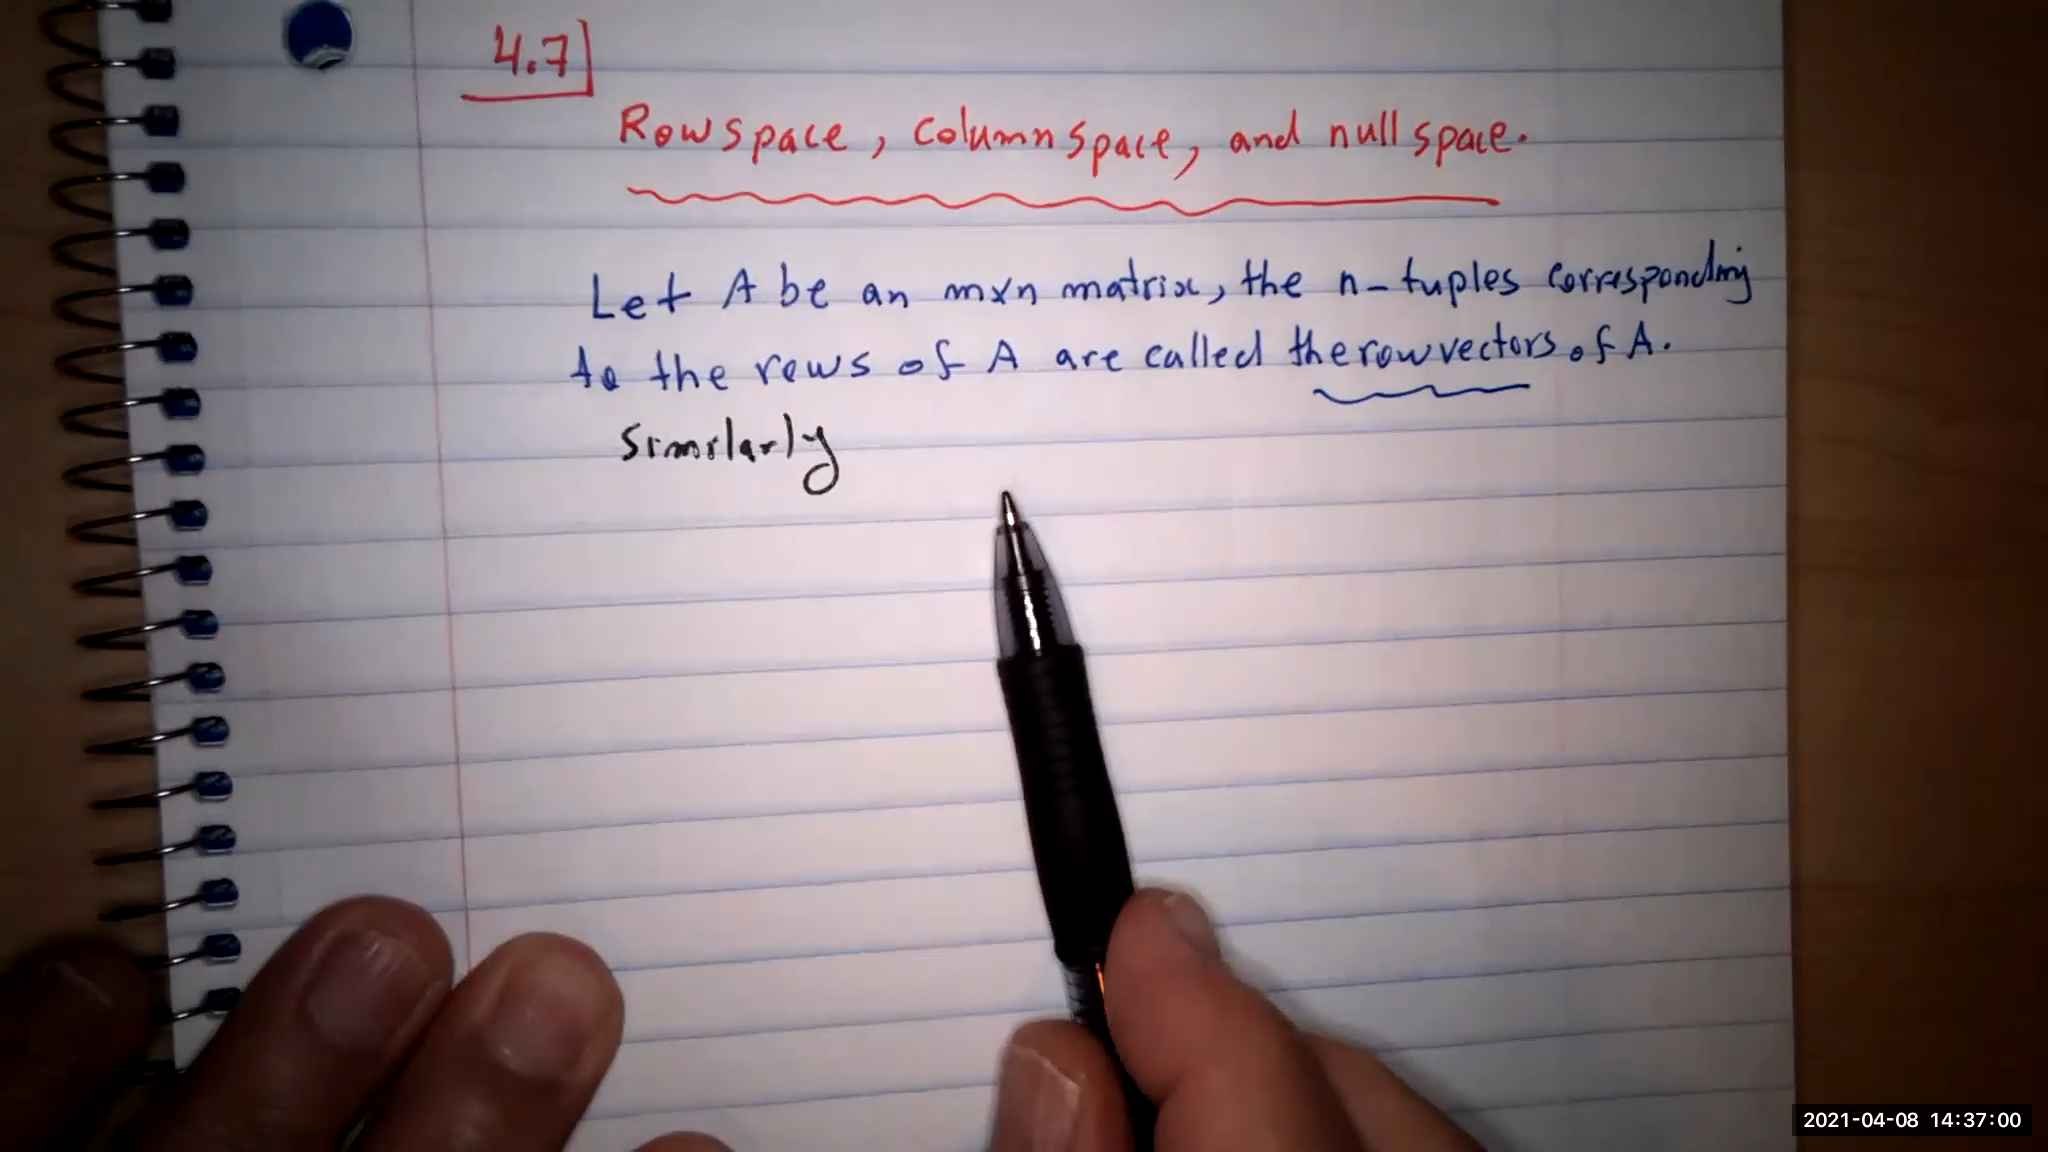 4.7
Row space, column space, and null space.
Let A be an mxn matrix, the n-tuples corresponding
to the rows of A are called the row vectors of A.
Similarly
2021-04-08 14:37:00